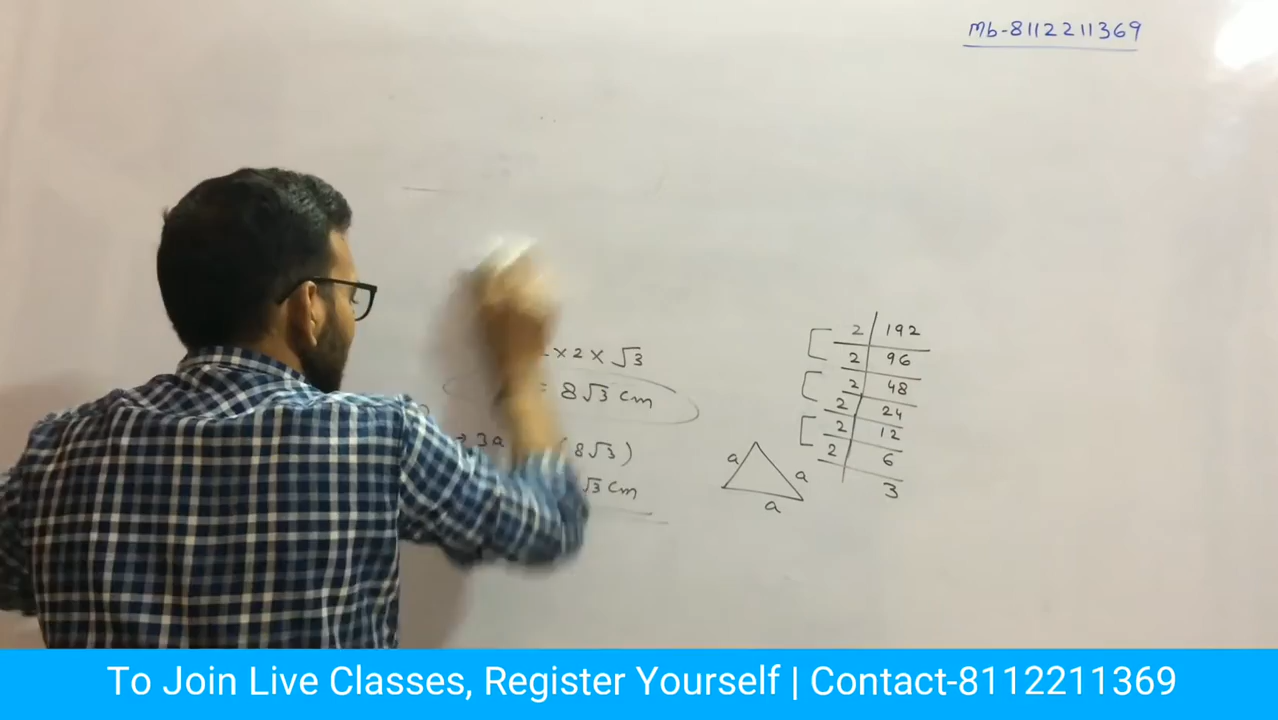 Mb-8112211369
× 2 × √3
= 8√3 cm
→ 3a
(8√3)
√3 cm
a
a
a
2 | 192
2 | 96
2 | 48
2 | 24
2 | 12
2 | 6
3
To Join Live Classes, Register Yourself | Contact-8112211369